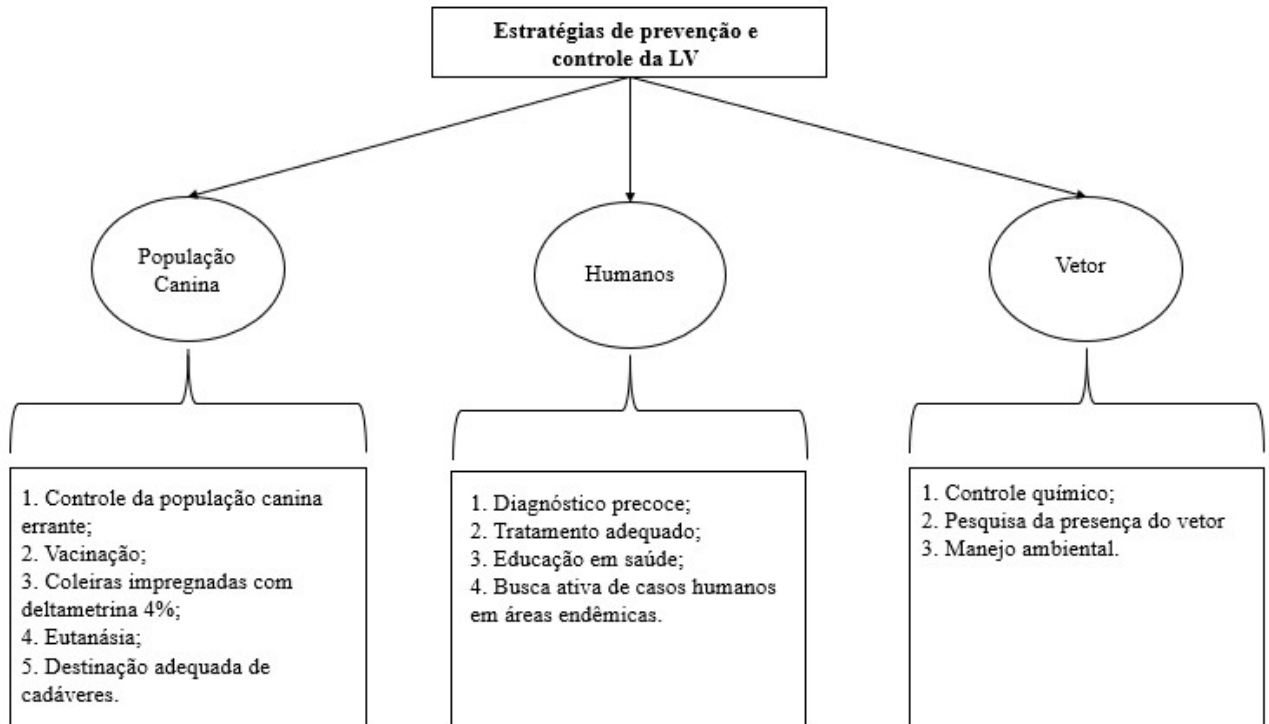 Estratégias de prevenção e
controle da LV
População
Canina
Humanos
Vetor
1. Controle da população canina
errante;
2. Vacinação;
3. Coleiras impregnadas com
deltametrina 4%;
4. Eutanásia;
5. Destinação adequada de
cadáveres.
1. Diagnóstico precoce;
2. Tratamento adequado;
3. Educação em saúde;
4. Busca ativa de casos humanos
em áreas endêmicas.
1. Controle químico;
2. Pesquisa da presença do vetor
3. Manejo ambiental.